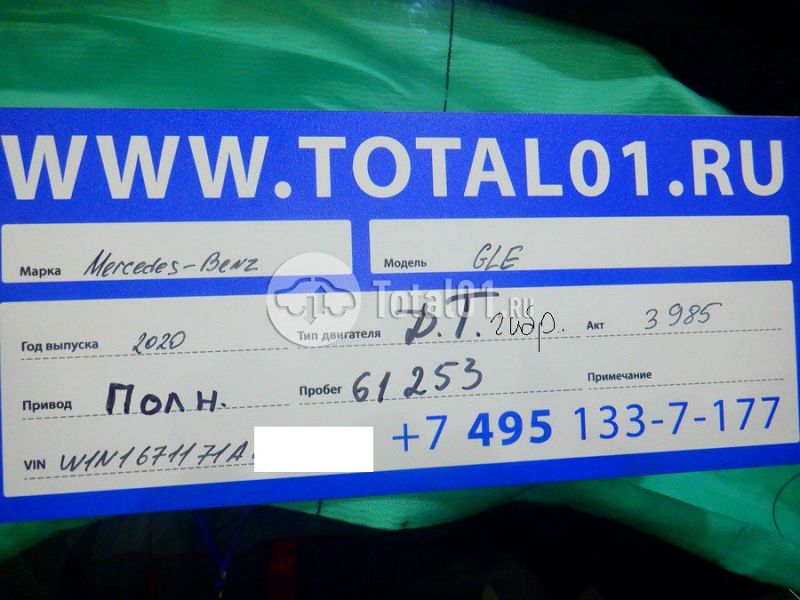 WWW.TOTAL01.RU
Марка Mercedes-Benz Модель GLE
Total01.RU
Год выпуска 2020 Тип двигателя Д.Т. гибр. Акт 3985
Привод Полн. Пробег 61253 Примечание
VIN W1N1671171A +7 495 133-7-177